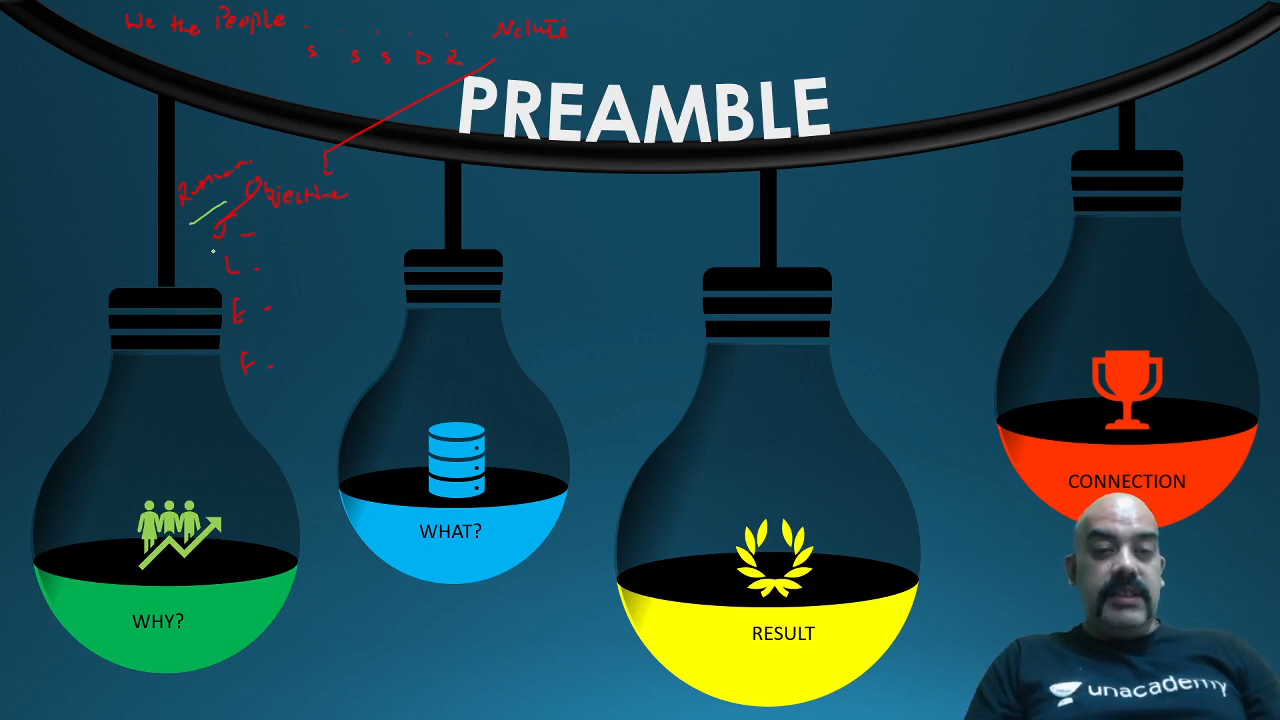 We the People
Nature
S S S D R
PREAMBLE
Objective
J -
L -
E -
F -
WHY?
WHAT?
RESULT
CONNECTION
unacademy